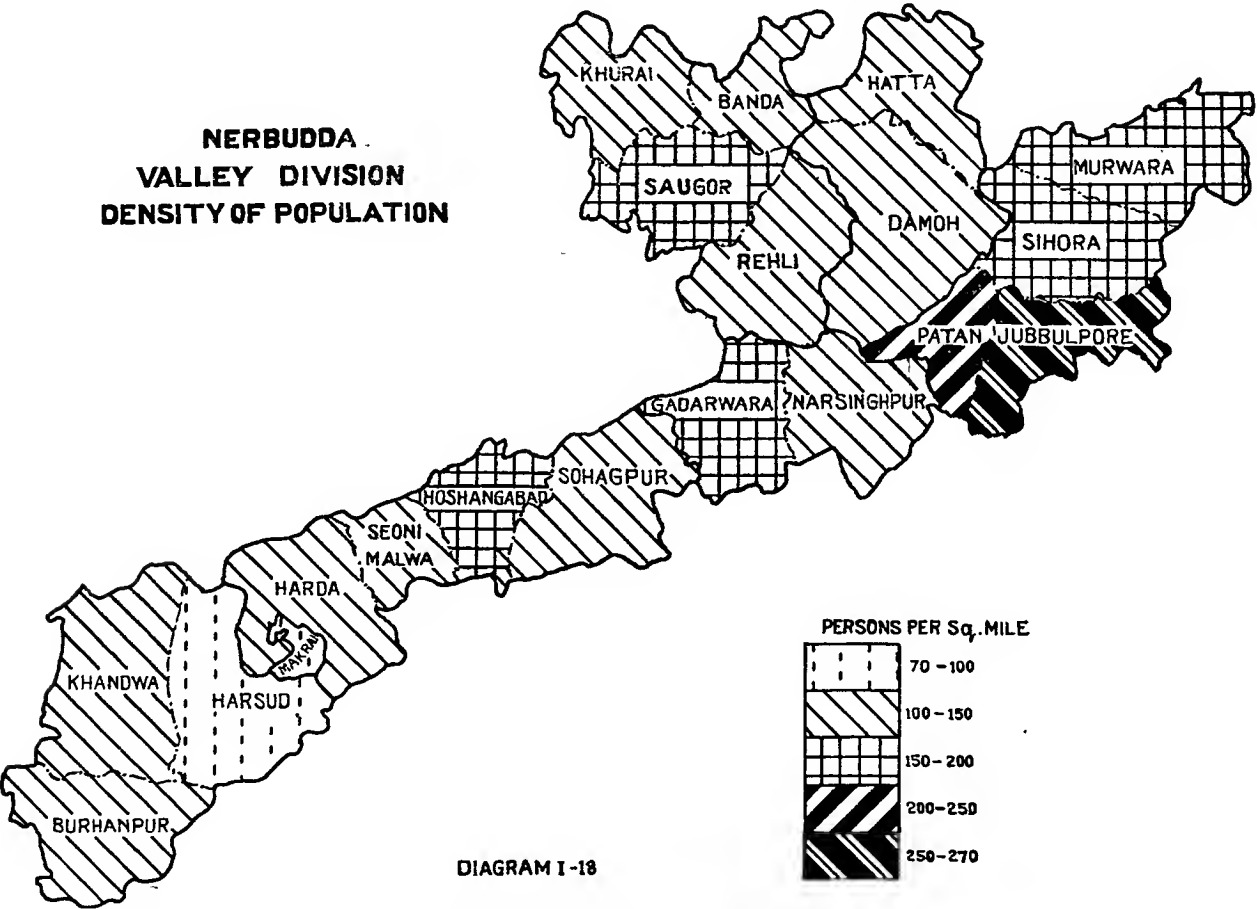 NERBUDDA
VALLEY DIVISION
DENSITY OF POPULATION
KHURAI
BANDA
HATTA
MURWARA
SAUGOR
DAMOH
SIHORA
REHLI
PATAN
JUBBULPORE
GADARWARA
NARSINGHPUR
SOHAGPUR
HOSHANGABAD
SEONI
MALWA
HARDA
MAKRAI
KHANDWA
HARSUD
BURHANPUR
PERSONS PER Sq. MILE
70-100
100-150
150-200
200-250
250-270
DIAGRAM I-18